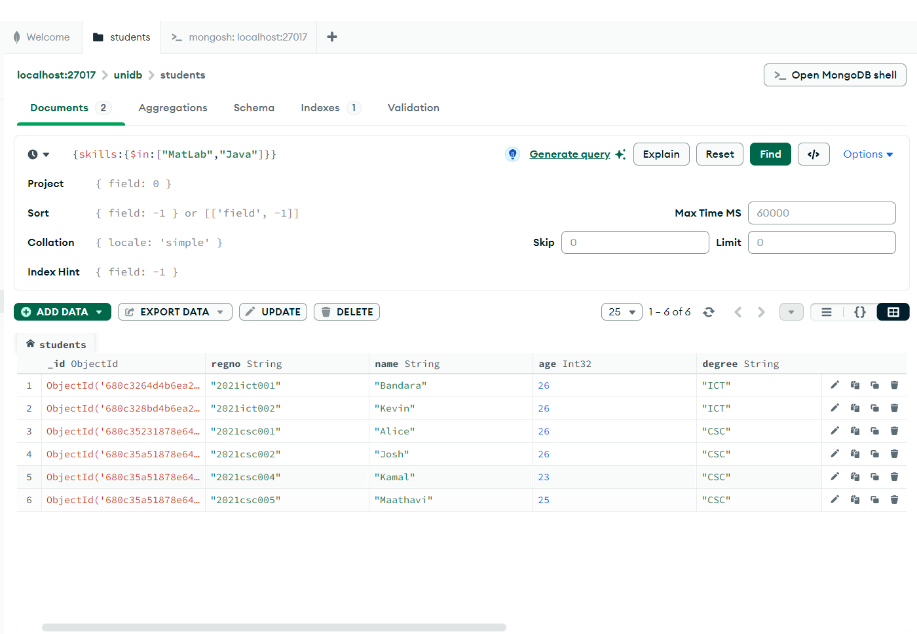 Welcome students >_ mongosh: localhost:27017 +
localhost:27017 > unidb > students
>_ Open MongoDB shell
Documents 2 Aggregations Schema Indexes 1 Validation
{skills:{$in:["MatLab","Java"]}}
Generate query Explain Reset Find </> Options
Project { field: 0 }
Sort { field: -1 } or [['field', -1]]
Max Time MS 60000
Collation { locale: 'simple' }
Skip 0 Limit 0
Index Hint { field: -1 }
ADD DATA EXPORT DATA UPDATE DELETE 25 1 – 6 of 6 {}
students
_id ObjectId regno String name String age Int32 degree String
1 ObjectId('680c3264d4b6ea2… "2021ict001" "Bandara" 26 "ICT"
2 ObjectId('680c328bd4b6ea2… "2021ict002" "Kevin" 26 "ICT"
3 ObjectId('680c35231878e64… "2021csc001" "Alice" 26 "CSC"
4 ObjectId('680c35a51878e64… "2021csc002" "Josh" 26 "CSC"
5 ObjectId('680c35a51878e64… "2021csc004" "Kamal" 23 "CSC"
6 ObjectId('680c35a51878e64… "2021csc005" "Maathavi" 25 "CSC"